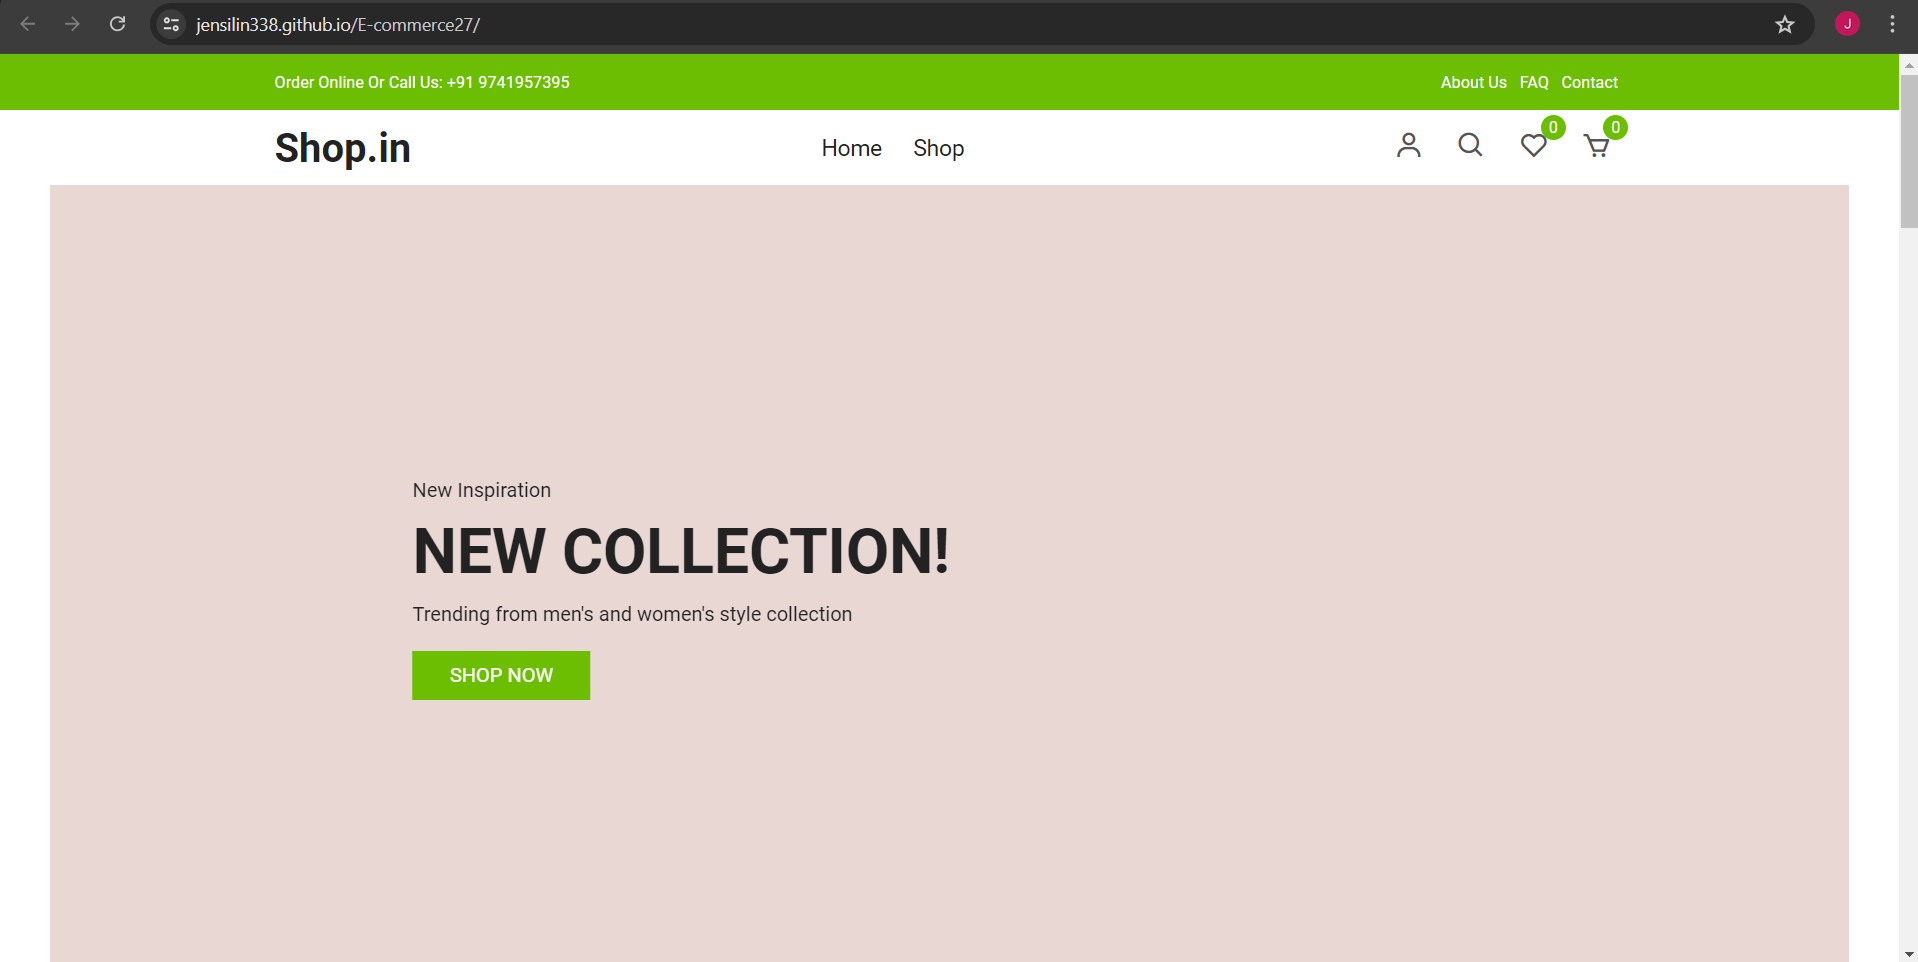 jensilin338.github.io/E-commerce27/
J
Order Online Or Call Us: +91 9741957395
About Us FAQ Contact
Shop.in
Home Shop
0 0
New Inspiration
NEW COLLECTION!
Trending from men's and women's style collection
SHOP NOW